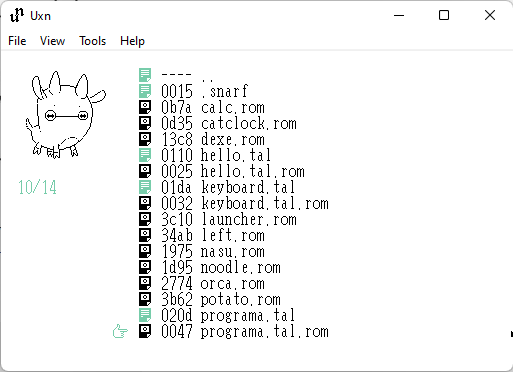 Uxn
File View Tools Help
---- ..
0015 .snarf
0b7a calc.rom
0d35 catclock.rom
13c8 dexe.rom
0110 hello.tal
0025 hello.tal.rom
01da keyboard.tal
0032 keyboard.tal.rom
3c10 launcher.rom
34ab left.rom
1975 nasu.rom
1d95 noodle.rom
2774 orca.rom
3b62 potato.rom
020d programa.tal
0047 programa.tal.rom
10/14